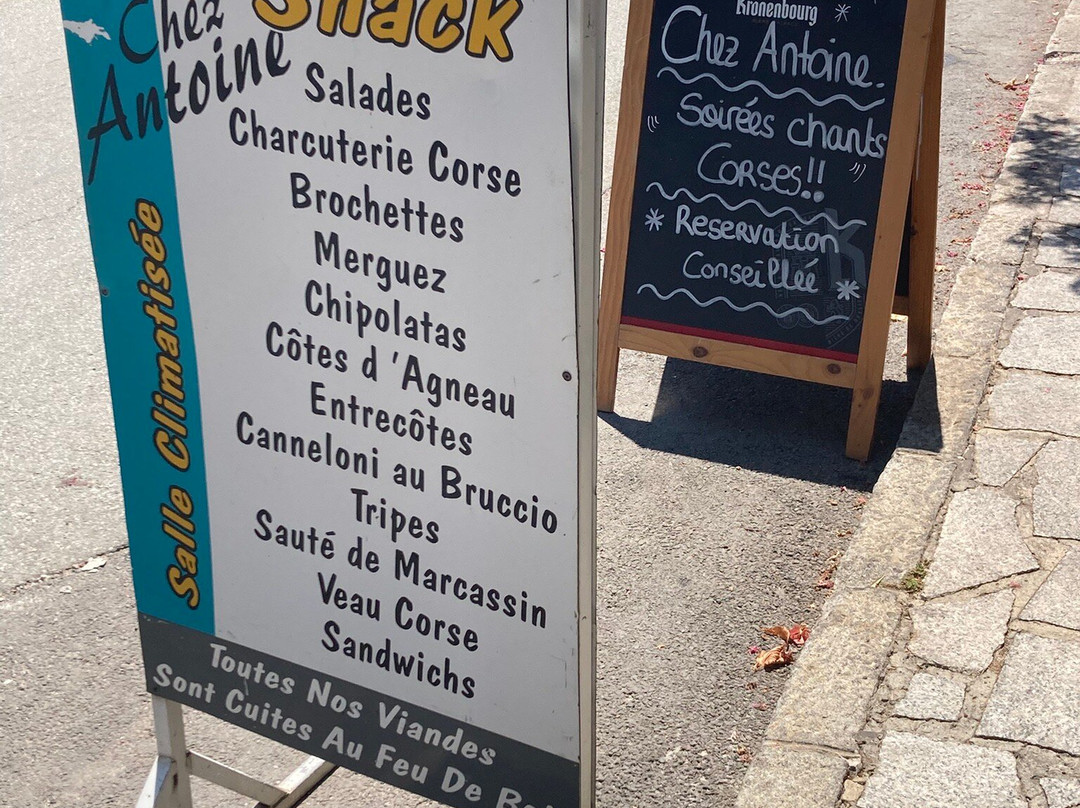 Chez
Antoine
Snack
Salades
Charcuterie Corse
Brochettes
Merguez
Chipolatas
Côtes d'Agneau
Entrecôtes
Canneloni au Bruccio
Tripes
Sauté de Marcassin
Veau Corse
Sandwichs
Salle Climatisée
Toutes Nos Viandes
Sont Cuites Au Feu De
Kronenbourg
Chez Antoine.
Soirées chants
Corses!!
Reservation
Conseillée